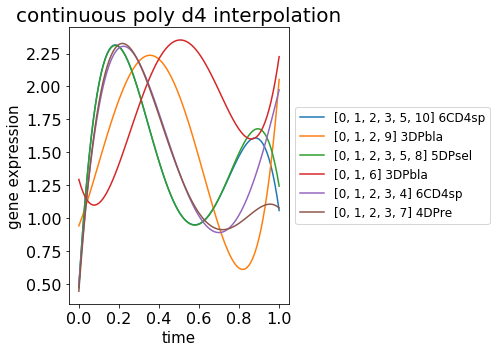 continuous poly d4 interpolation
gene expression
2.25
2.00
1.75
1.50
1.25
1.00
0.75
0.50
0.0 0.2 0.4 0.6 0.8 1.0
time
[0, 1, 2, 3, 5, 10] 6CD4sp
[0, 1, 2, 9] 3DPbla
[0, 1, 2, 3, 5, 8] 5DPsel
[0, 1, 6] 3DPbla
[0, 1, 2, 3, 4] 6CD4sp
[0, 1, 2, 3, 7] 4DPre